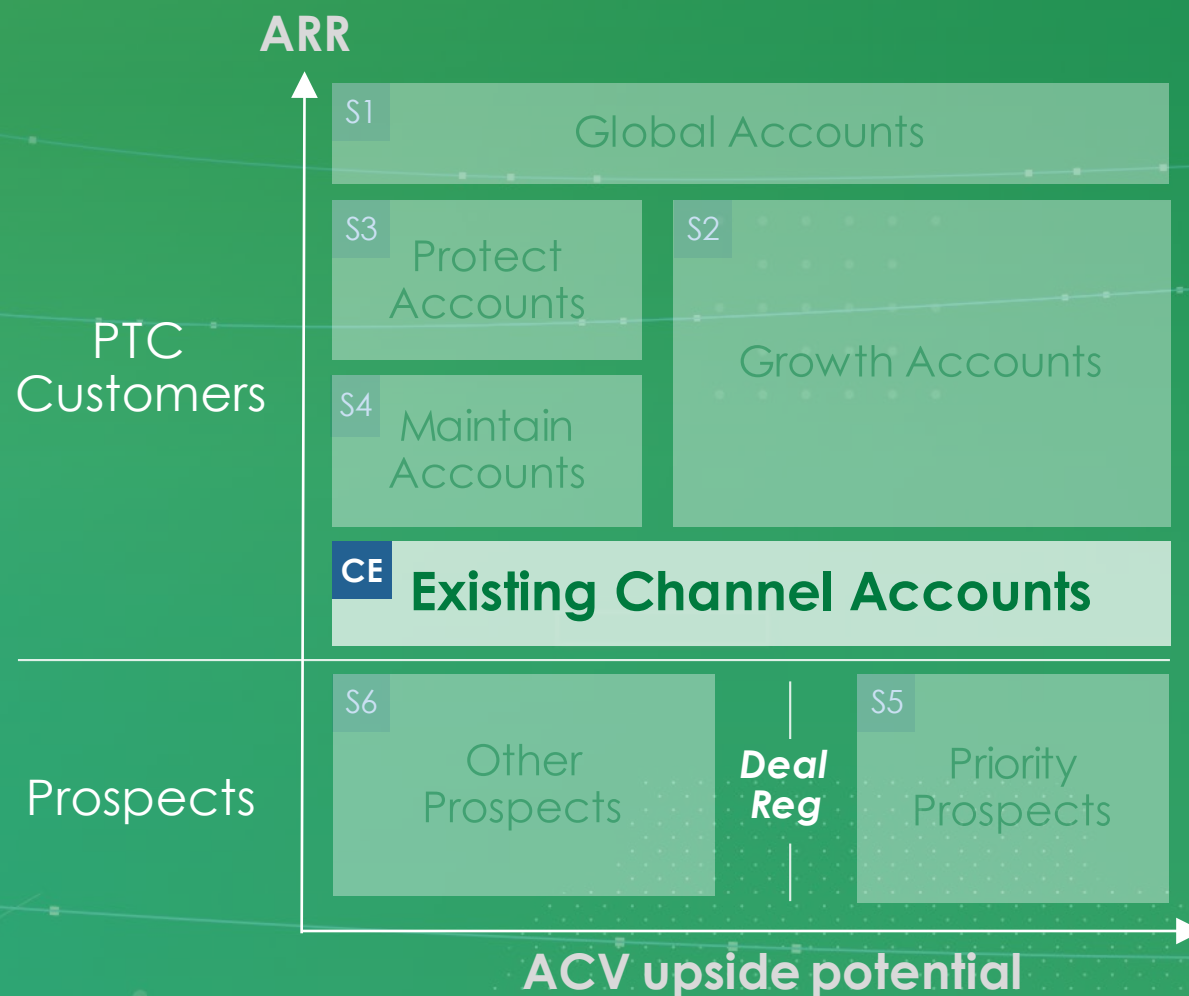 ARR
S1
Global Accounts
S3
Protect
Accounts
S2
Growth Accounts
PTC
Customers
S4
Maintain
Accounts
CE
Existing Channel Accounts
S6
Other
Prospects
Deal
Reg
S5
Priority
Prospects
Prospects
ACV upside potential